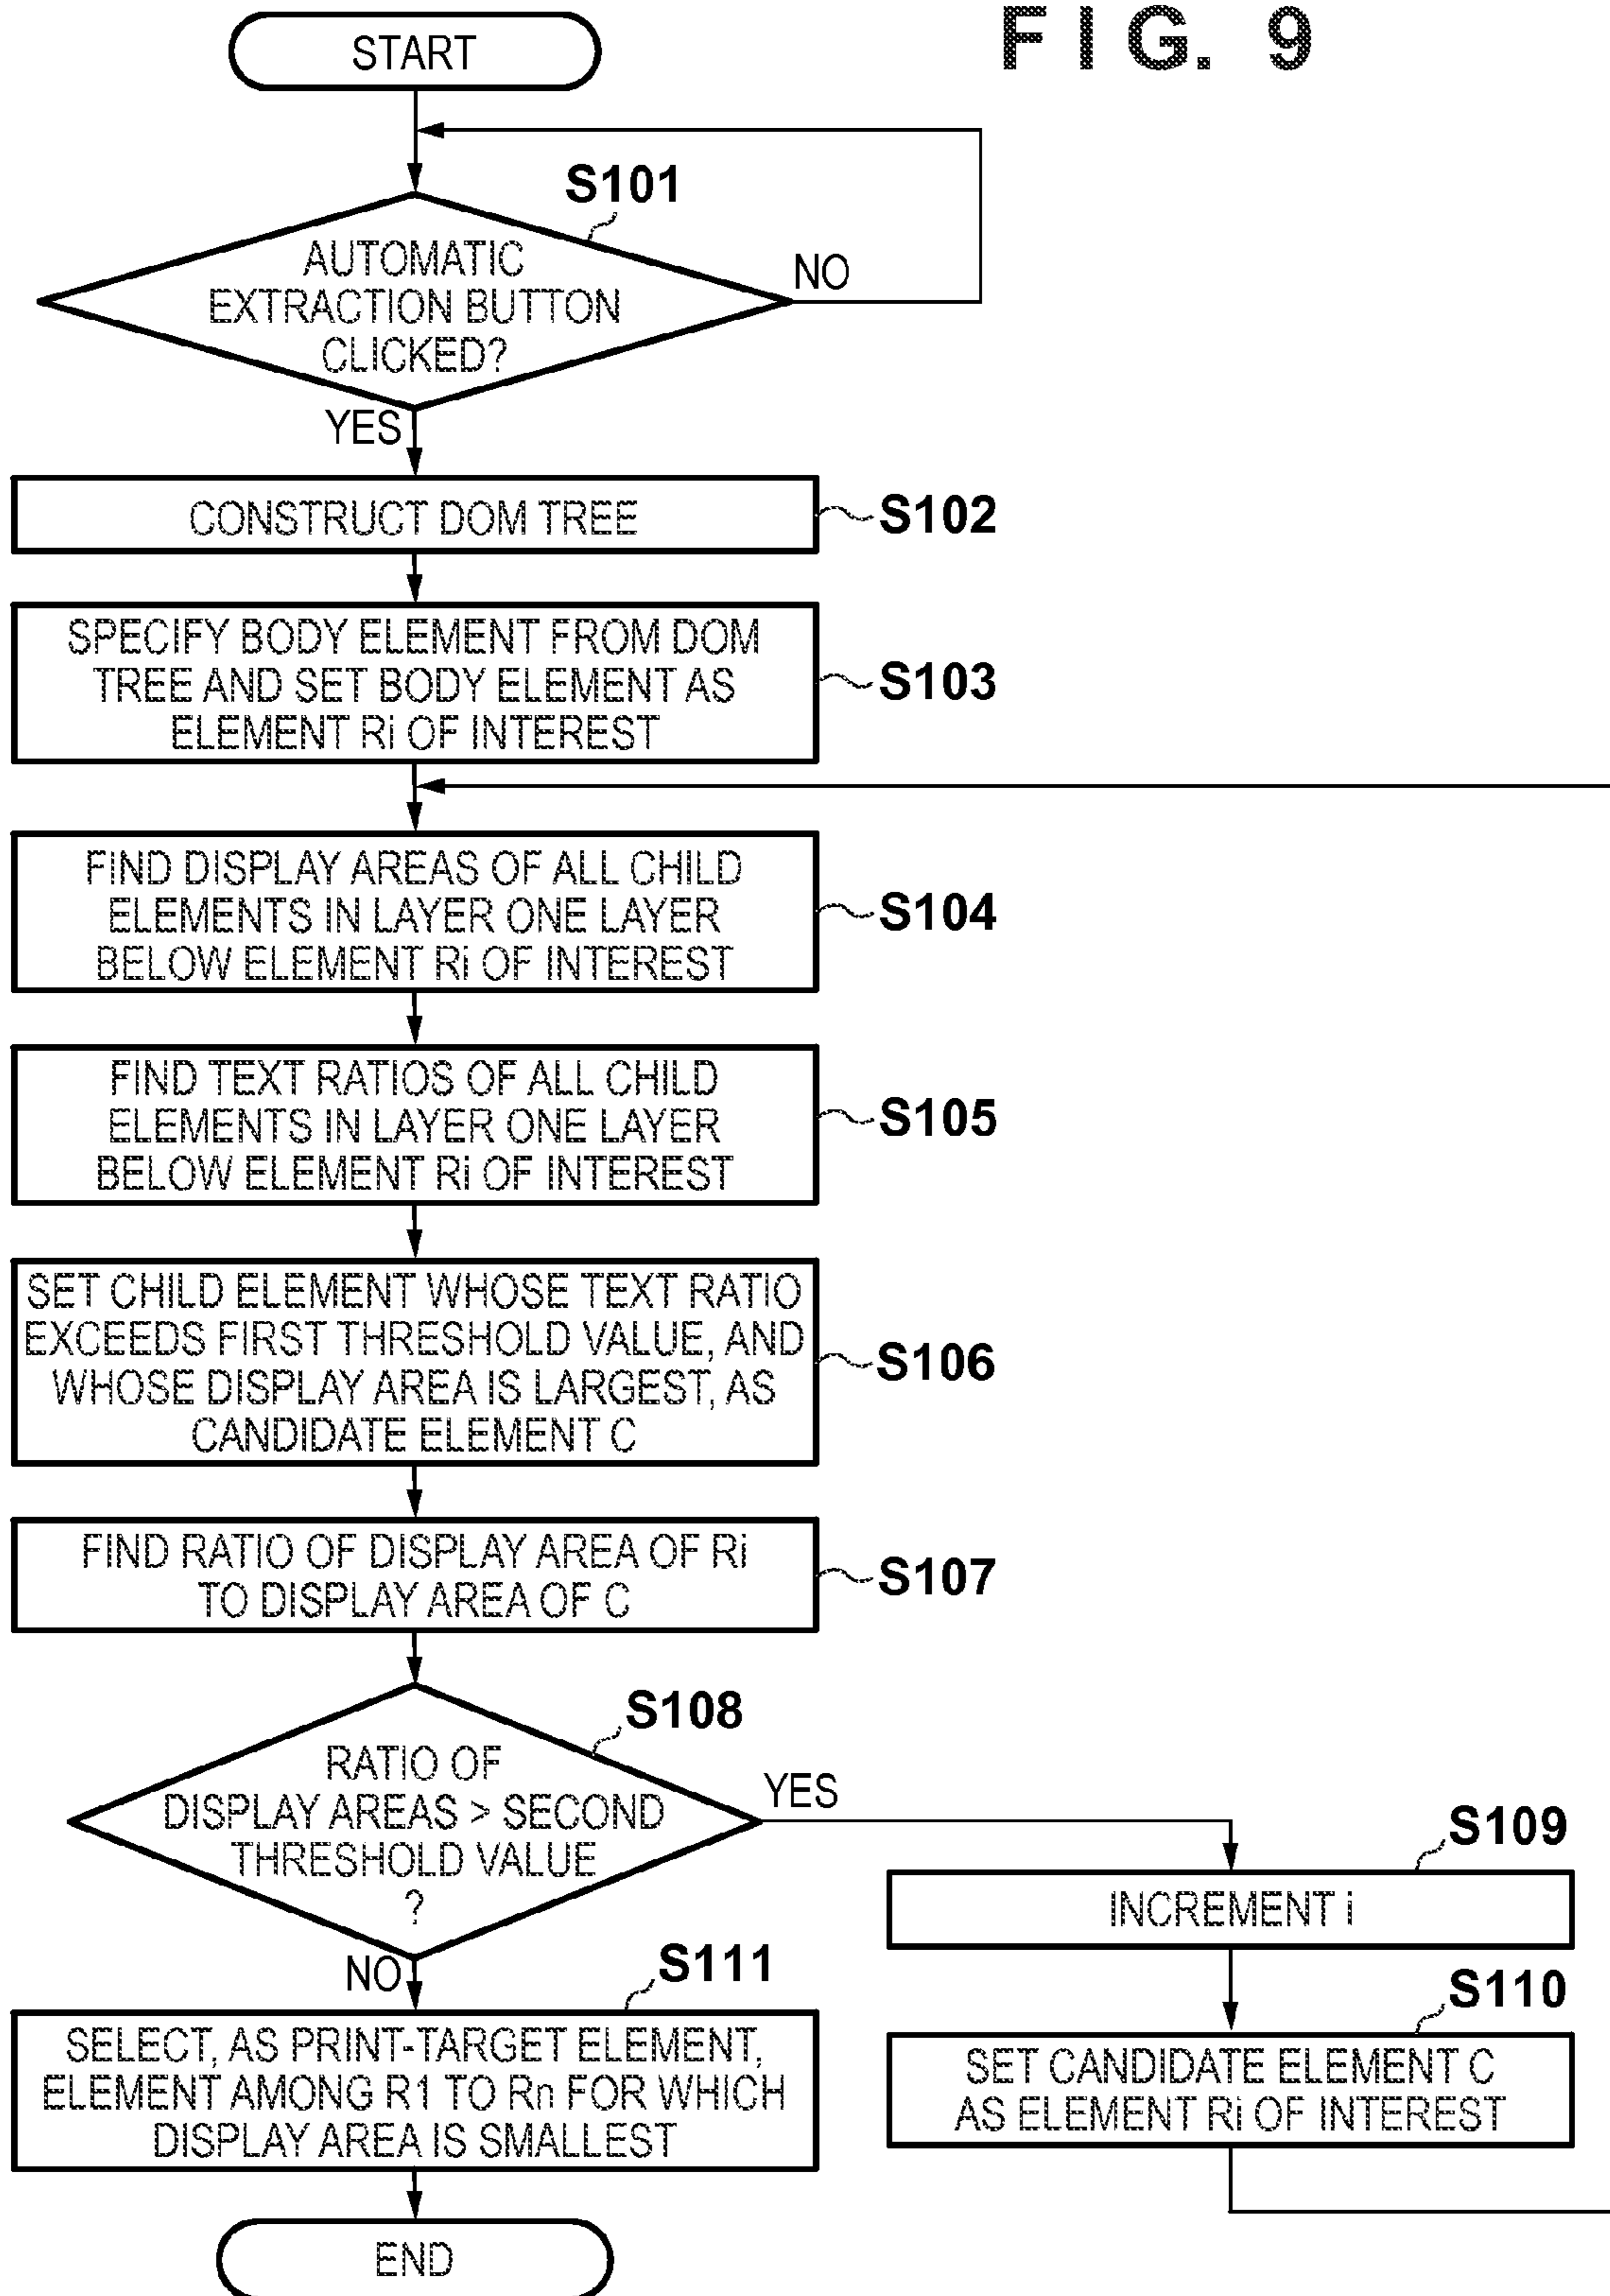 FIG. 9
START
S101
AUTOMATIC
EXTRACTION BUTTON
CLICKED?
NO
YES
CONSTRUCT DOM TREE
S102
SPECIFY BODY ELEMENT FROM DOM
TREE AND SET BODY ELEMENT AS
ELEMENT Ri OF INTEREST
S103
FIND DISPLAY AREAS OF ALL CHILD
ELEMENTS IN LAYER ONE LAYER
BELOW ELEMENT Ri OF INTEREST
S104
FIND TEXT RATIOS OF ALL CHILD
ELEMENTS IN LAYER ONE LAYER
BELOW ELEMENT Ri OF INTEREST
S105
SET CHILD ELEMENT WHOSE TEXT RATIO
EXCEEDS FIRST THRESHOLD VALUE, AND
WHOSE DISPLAY AREA IS LARGEST, AS
CANDIDATE ELEMENT C
S106
FIND RATIO OF DISPLAY AREA OF Ri
TO DISPLAY AREA OF C
S107
S108
RATIO OF
DISPLAY AREAS > SECOND
THRESHOLD VALUE
?
YES
S109
INCREMENT i
S110
SET CANDIDATE ELEMENT C
AS ELEMENT Ri OF INTEREST
NO
S111
SELECT, AS PRINT-TARGET ELEMENT,
ELEMENT AMONG R1 TO Rn FOR WHICH
DISPLAY AREA IS SMALLEST
END